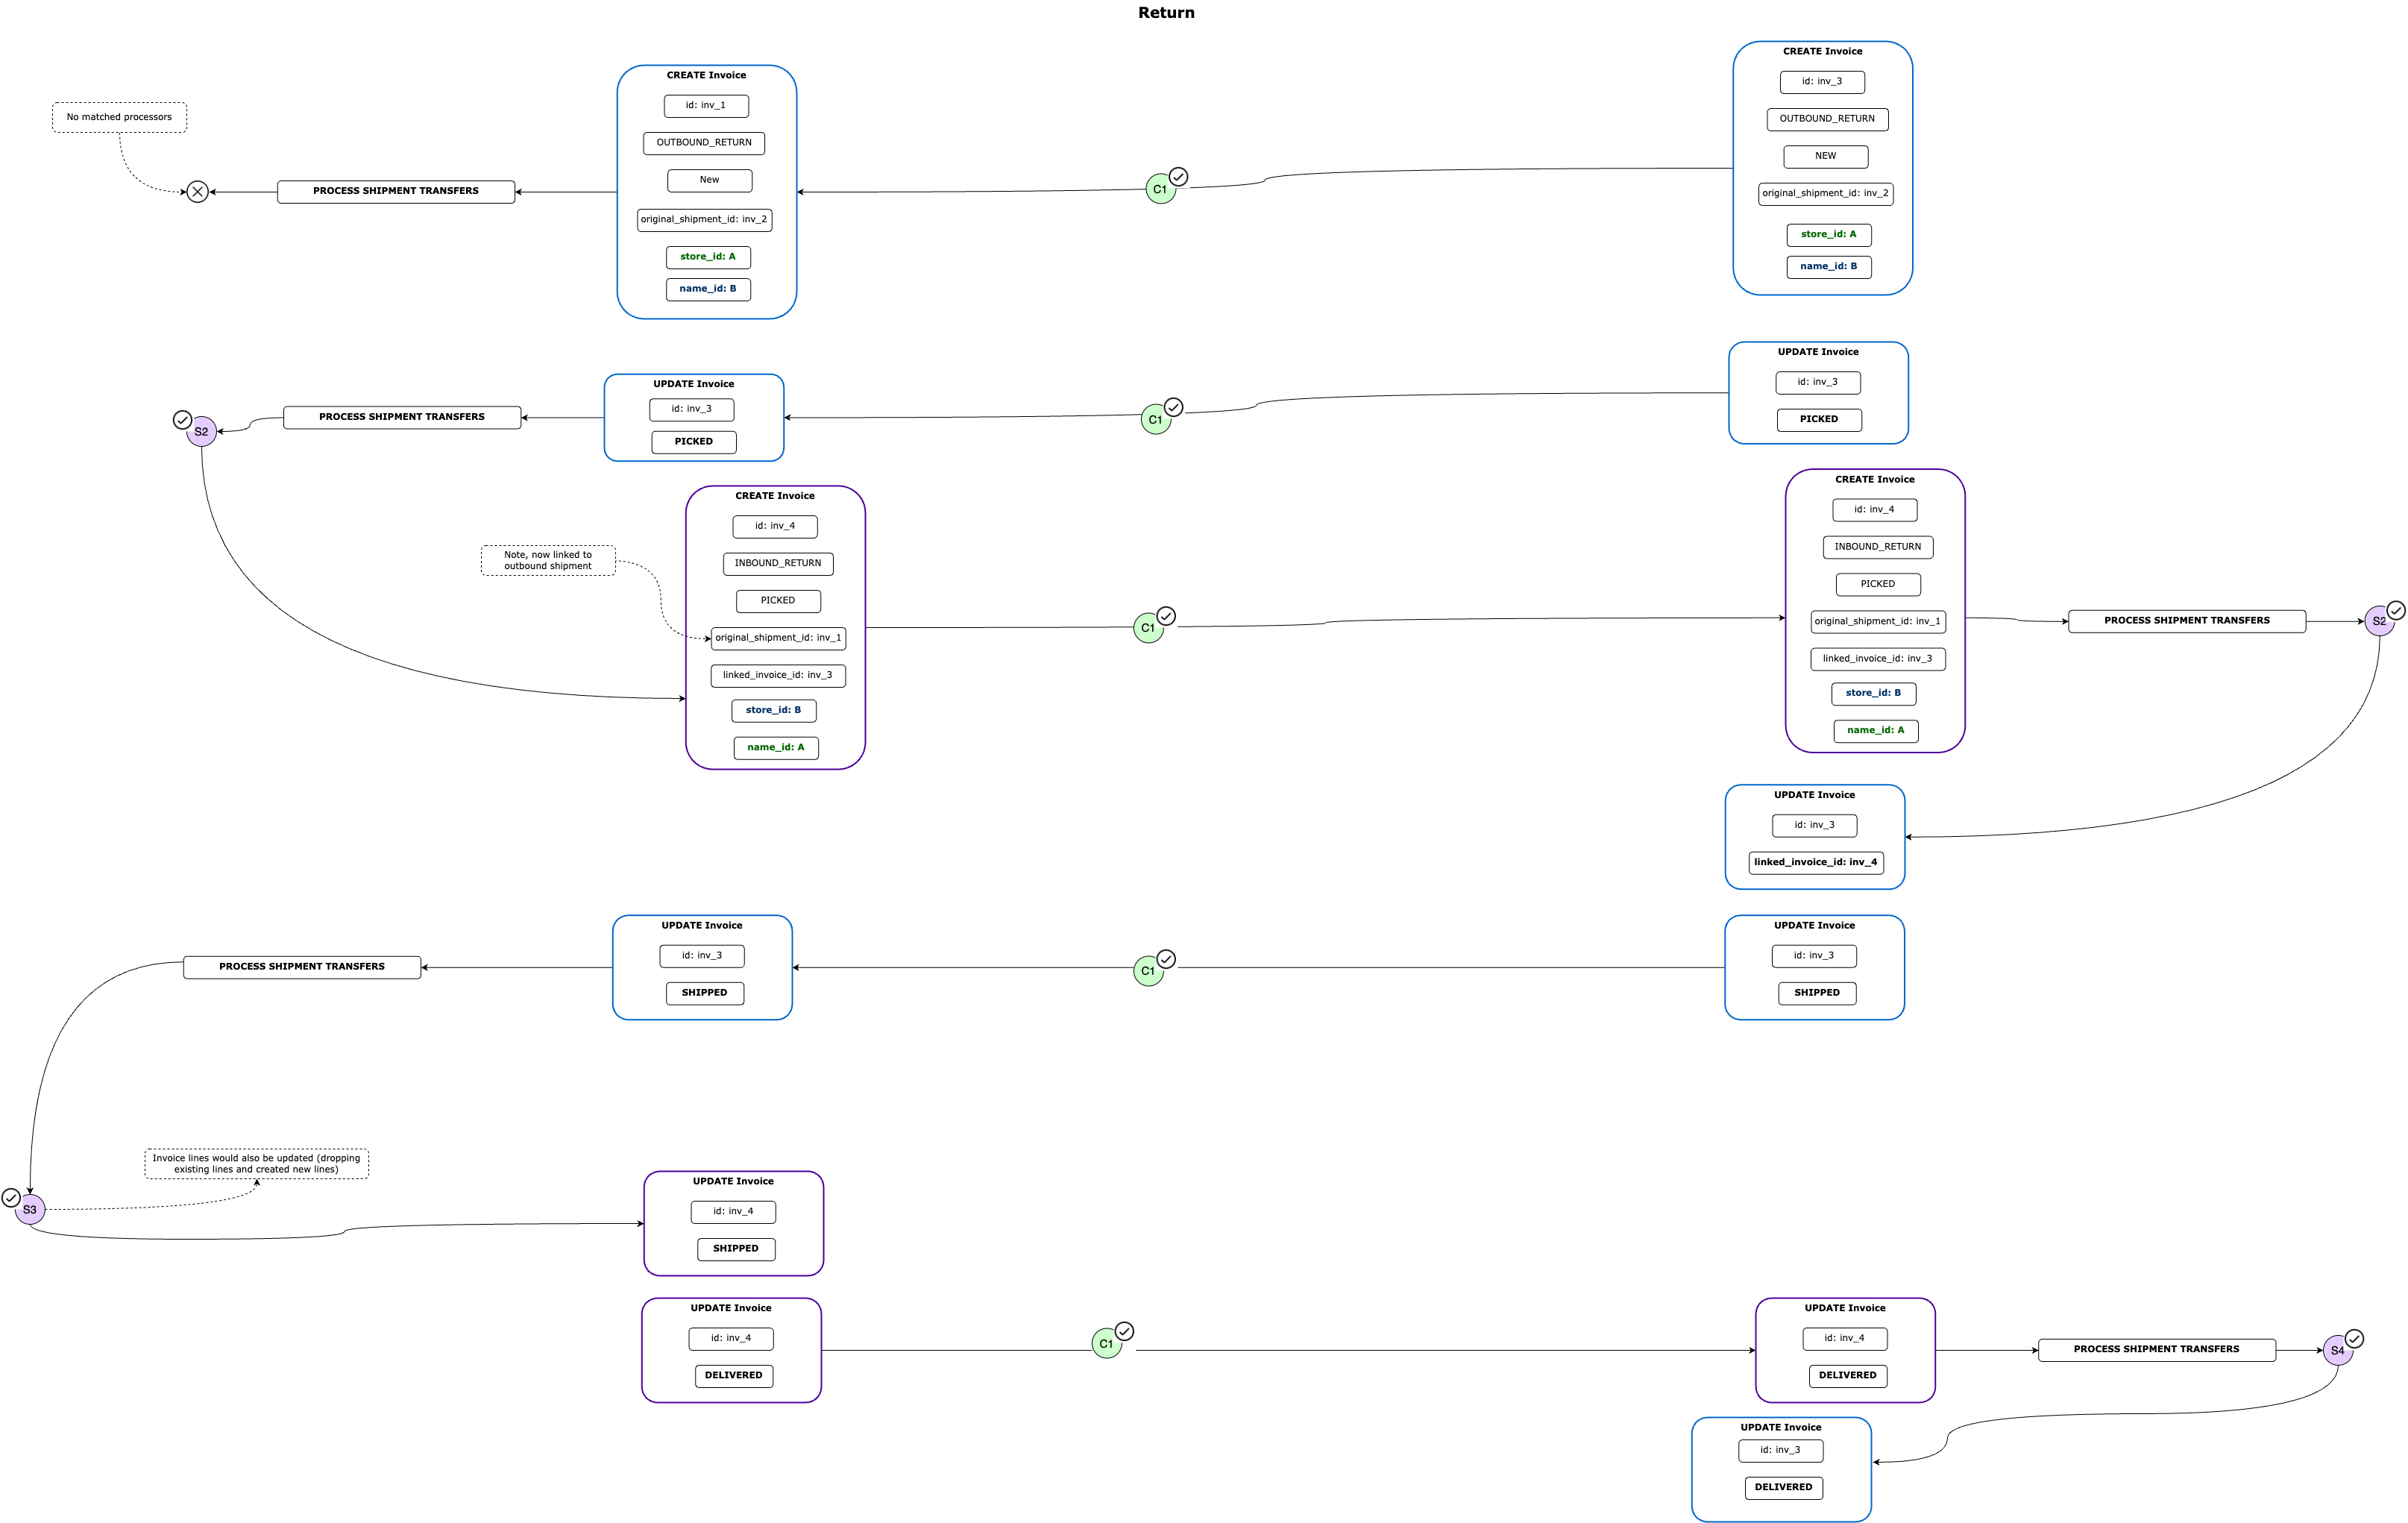 Return
CREATE Invoice
id: inv_3
OUTBOUND_RETURN
NEW
original_shipment_id: inv_2
store_id: A
name_id: B
C1
CREATE Invoice
id: inv_1
OUTBOUND_RETURN
New
original_shipment_id: inv_2
store_id: A
name_id: B
PROCESS SHIPMENT TRANSFERS
No matched processors
UPDATE Invoice
id: inv_3
PICKED
C1
UPDATE Invoice
id: inv_3
PICKED
PROCESS SHIPMENT TRANSFERS
S2
CREATE Invoice
id: inv_4
INBOUND_RETURN
PICKED
original_shipment_id: inv_1
linked_invoice_id: inv_3
store_id: B
name_id: A
Note, now linked to
outbound shipment
C1
CREATE Invoice
id: inv_4
INBOUND_RETURN
PICKED
original_shipment_id: inv_1
linked_invoice_id: inv_3
store_id: B
name_id: A
PROCESS SHIPMENT TRANSFERS
S2
UPDATE Invoice
id: inv_3
linked_invoice_id: inv_4
UPDATE Invoice
id: inv_3
SHIPPED
C1
UPDATE Invoice
id: inv_3
SHIPPED
PROCESS SHIPMENT TRANSFERS
S3
Invoice lines would also be updated (dropping
existing lines and created new lines)
UPDATE Invoice
id: inv_4
SHIPPED
UPDATE Invoice
id: inv_4
DELIVERED
C1
UPDATE Invoice
id: inv_4
DELIVERED
PROCESS SHIPMENT TRANSFERS
S4
UPDATE Invoice
id: inv_3
DELIVERED